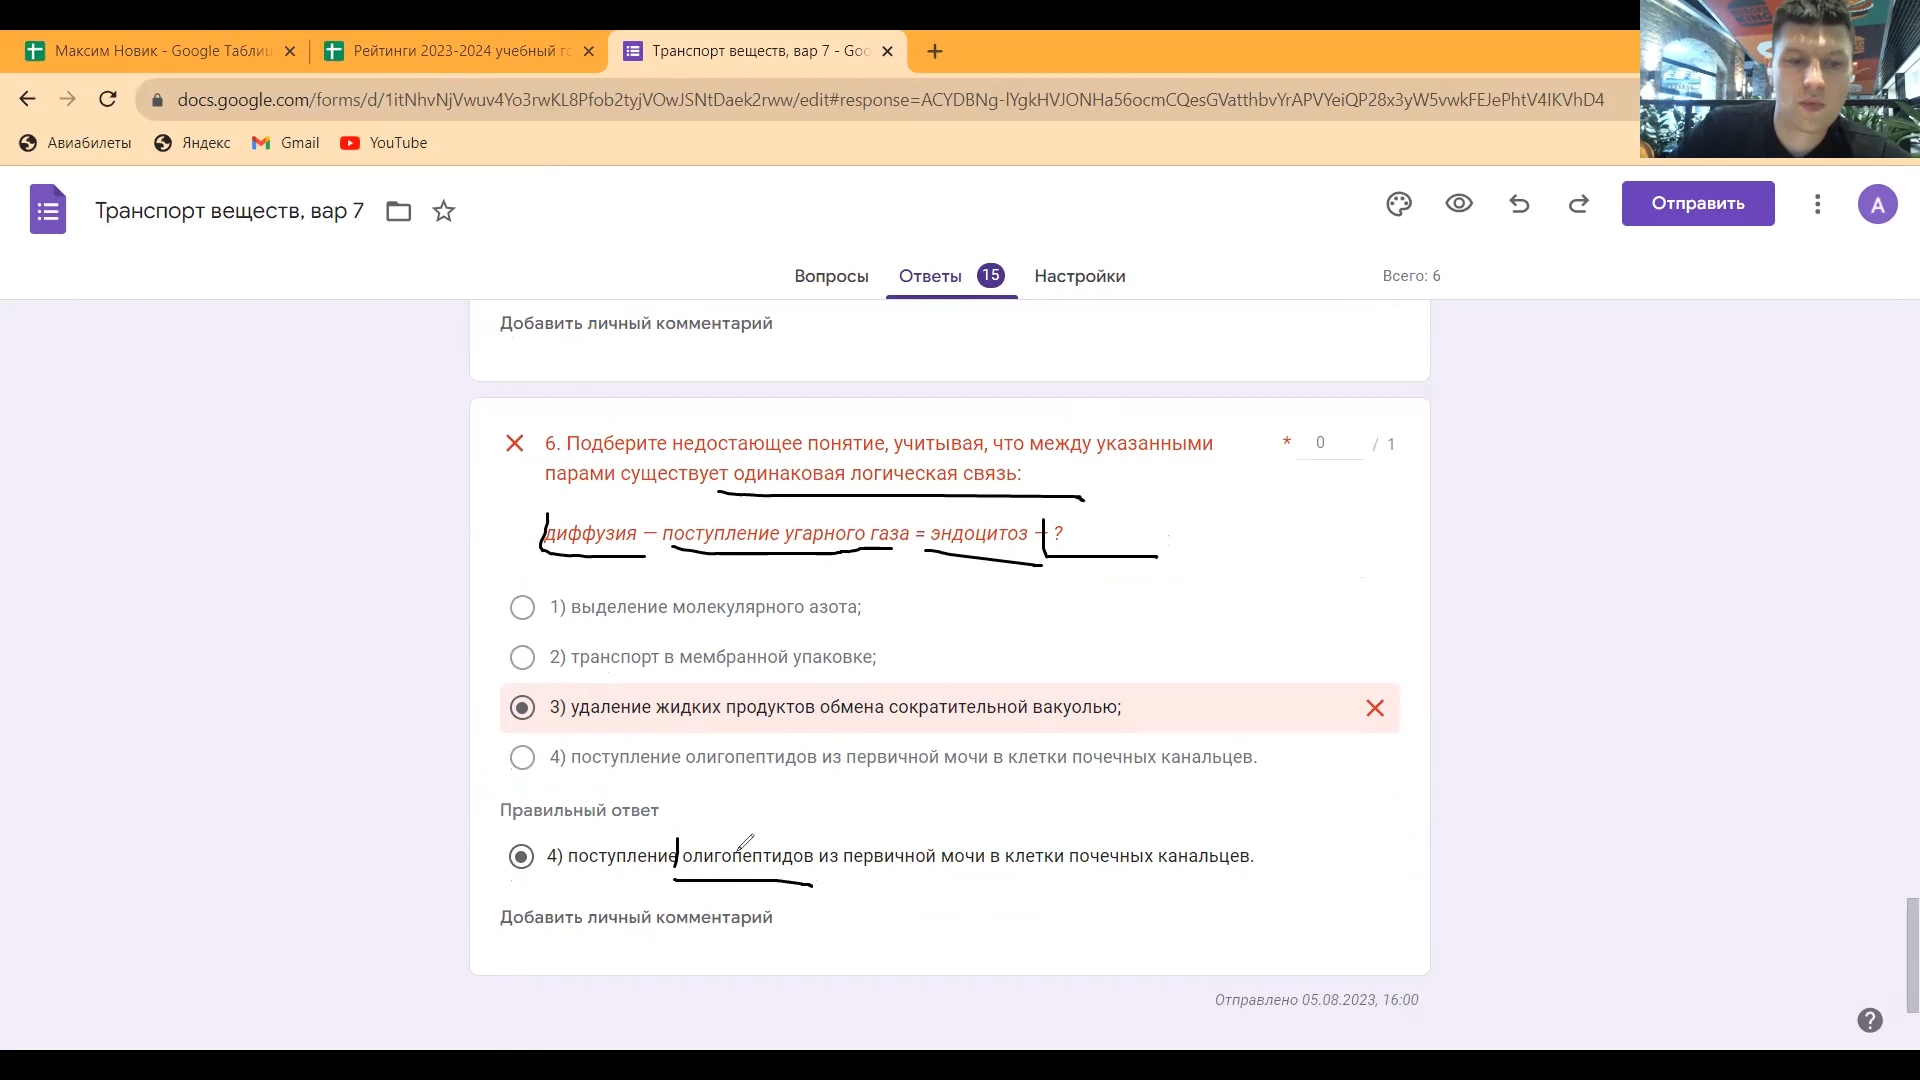 Максим Новик - Google Таблиц
Рейтинги 2023-2024 учебный го
Транспорт веществ, вар 7 - Goo
docs.google.com/forms/d/1itNhvNjVwuv4Yo3rwKL8Pfob2tyjVOwJSNtDaek2rww/edit#response=ACYDBNg-lYgkHVJONHa56ocmCQesGVatthbvYrAPVYeiQP28x3yW5vwkFEJePhtV4IKVhD4
Авиабилеты
Яндекс
Gmail
YouTube
Транспорт веществ, вар 7
Отправить
A
Вопросы
Ответы 15
Настройки
Всего: 6
Добавить личный комментарий
6. Подберите недостающее понятие, учитывая, что между указанными
парами существует одинаковая логическая связь:
* 0 / 1
диффузия — поступление угарного газа = эндоцитоз — ?
1) выделение молекулярного азота;
2) транспорт в мембранной упаковке;
3) удаление жидких продуктов обмена сократительной вакуолью;
4) поступление олигопептидов из первичной мочи в клетки почечных канальцев.
Правильный ответ
4) поступление олигопептидов из первичной мочи в клетки почечных канальцев.
Добавить личный комментарий
Отправлено 05.08.2023, 16:00